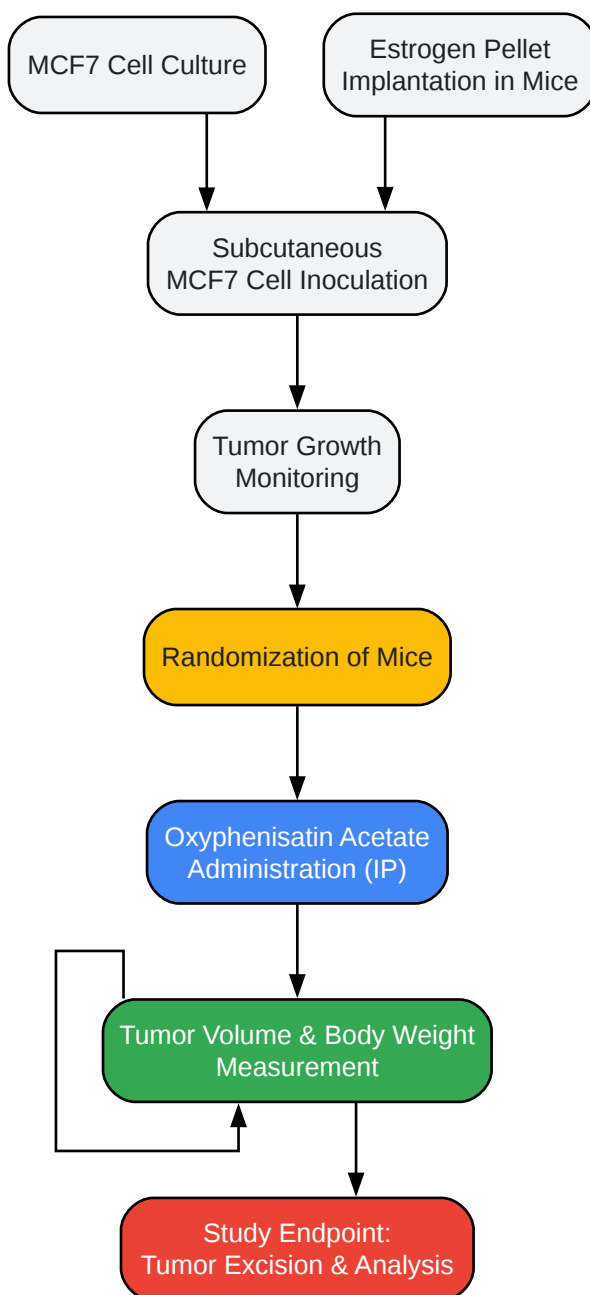 MCF7 Cell Culture
Estrogen Pellet
Implantation in Mice
Subcutaneous
MCF7 Cell Inoculation
Tumor Growth
Monitoring
Randomization of Mice
Oxyphenisatin Acetate
Administration (IP)
Tumor Volume & Body Weight
Measurement
Study Endpoint:
Tumor Excision & Analysis